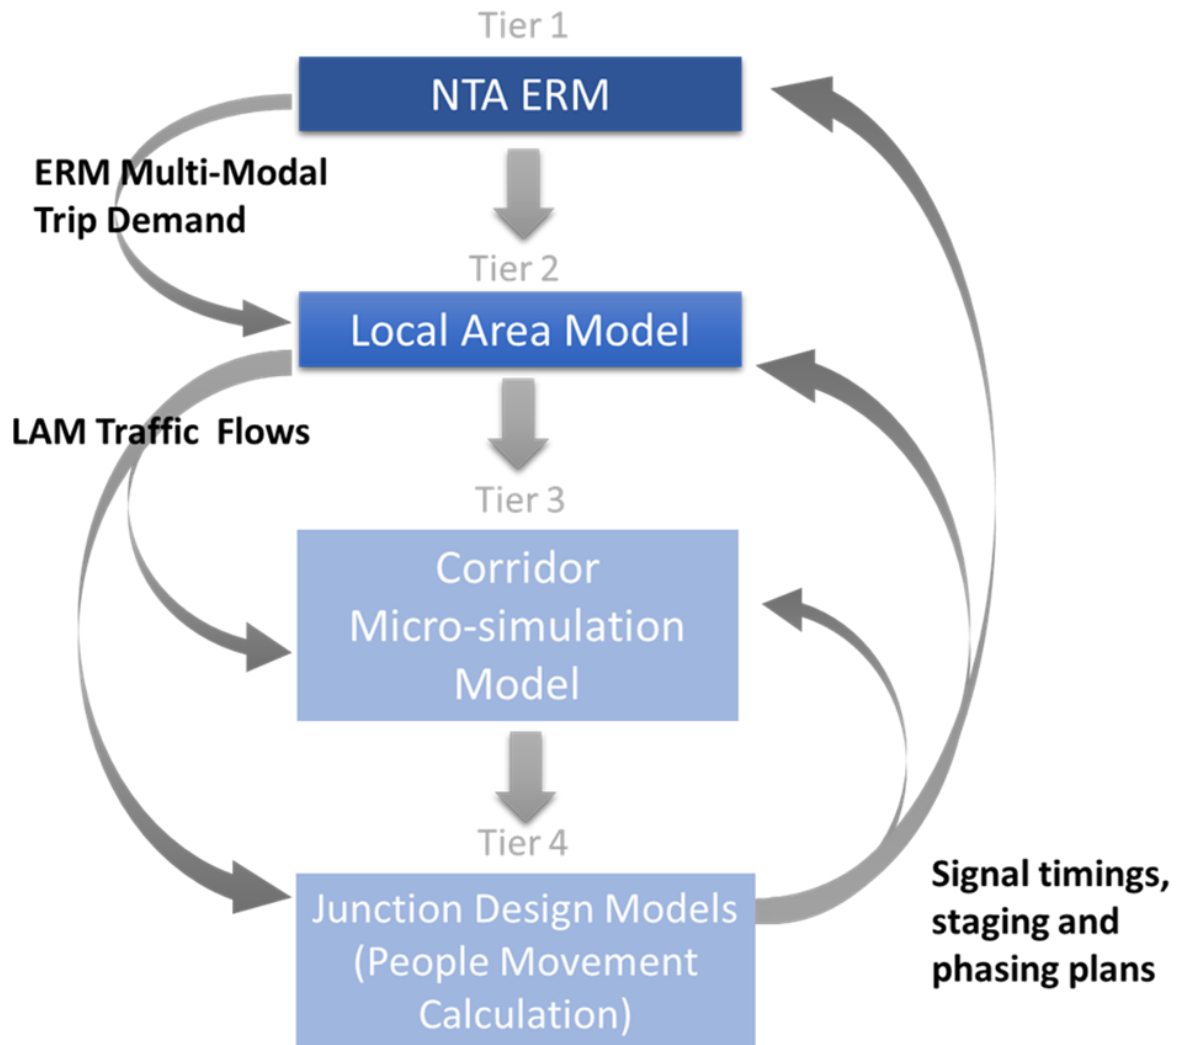 Tier 1
NTA ERM
ERM Multi-Modal
Trip Demand
Tier 2
Local Area Model
LAM Traffic  Flows
Tier 3
Corridor
Micro-simulation
Model
Tier 4
Junction Design Models
(People Movement
Calculation)
Signal timings,
staging and
phasing plans